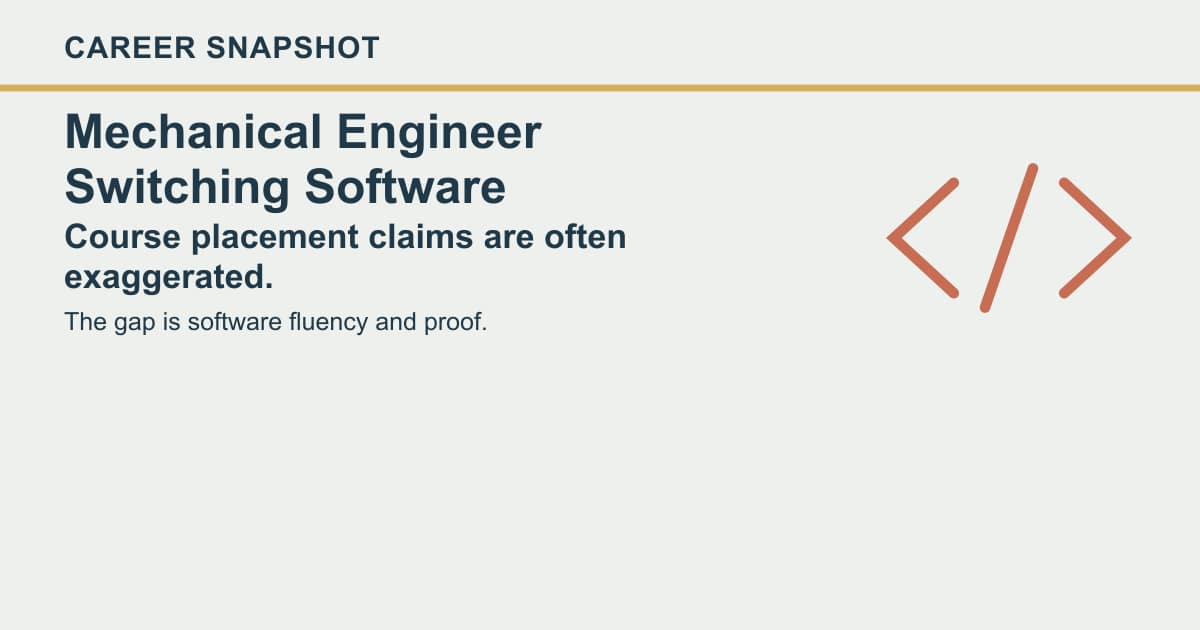 CAREER SNAPSHOT
Mechanical Engineer
Switching Software
Course placement claims are often
exaggerated.
The gap is software fluency and proof.